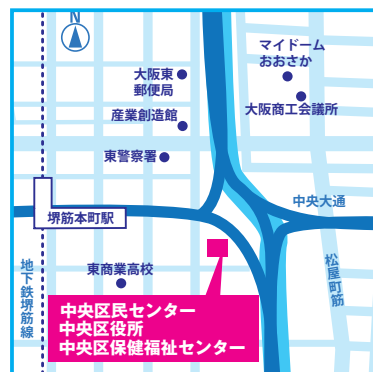 N
マイドーム
おおさか
大阪東
郵便局
大阪商工会議所
産業創造館
東警察署
中央大通
堺筋本町駅
松屋町筋
地下鉄堺筋線
東商業高校
中央区民センター
中央区役所
中央区保健福祉センター